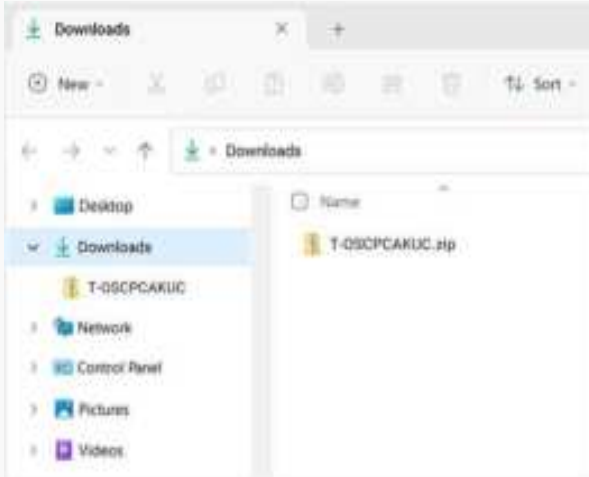 Downloads
New
Sort
Downloads
Desktop
Downloads
T-OSCPCAKUC
Network
Control Panel
Pictures
Videos
Name
T-OSCPCAKUC.zip